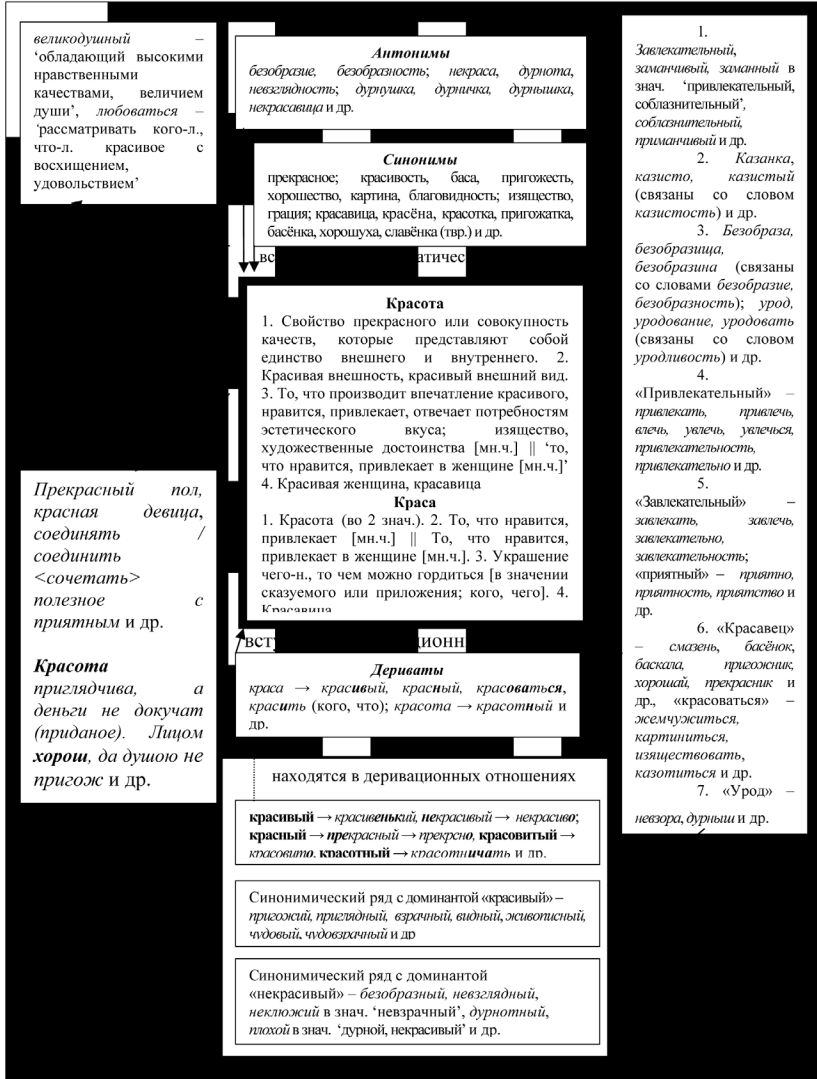 великодушный –
‘обладающий высокими
нравственными
качествами, величием
души’, любоваться –
‘рассматривать кого-л.,
что-л. красивое с
восхищением,
удовольствием’
Антонимы
безобразие, безобразность; некраса, дурнота,
невзглядность; дурнушка, дурничка, дурнышка,
некрасавица и др.
Синонимы
прекрасное; красивость, баса, пригожесть,
хорошество, картина, благовидность; изящество,
грация; красавица, красёна, красотка, пригожатка,
басёнка, хорошуха, славёнка (твр.) и др.
вс
атичес
Красота
1. Свойство прекрасного или совокупность
качеств, которые представляют собой
единство внешнего и внутреннего. 2.
Красивая внешность, красивый внешний вид.
3. То, что производит впечатление красивого,
нравится, привлекает, отвечает потребностям
эстетического вкуса; изящество,
художественные достоинства [мн.ч.] || ‘то,
что нравится, привлекает в женщине [мн.ч.]’
4. Красивая женщина, красавица
Краса
1. Красота (во 2 знач.). 2. То, что нравится,
привлекает [мн.ч.] || То, что нравится,
привлекает в женщине [мн.ч.]. 3. Украшение
чего-н., то чем можно гордиться [в значении
сказуемого или приложения; кого, чего]. 4.
Красавица
вст
ционн
Дериваты
краса → красивый, красный, красоваться,
красить (кого, что); красота → красотный и
др.
находятся в деривационных отношениях
красивый → красивенький, некрасивый → некрасиво;
красный → прекрасный → прекрсно, красовитый →
красовито, красотный → красотничать и др.
Синонимический ряд с доминантой «красивый» –
пригожий, приглядный, взрачный, видный, живописный,
чудовый, чудовзрачный и др
Синонимический ряд с доминантой
«некрасивый» – безобразный, невзглядный,
неклюжий в знач. ‘невзрачный’, дурнотный,
плохой в знач. ‘дурной, некрасивый’ и др.
Прекрасный пол,
красная девица,
соединять /
соединить
<сочетать>
полезное с
приятным и др.
Красота
приглядчива, а
деньги не докучат
(приданое). Лицом
хорош, да душою не
пригож и др.
1.
Завлекательный,
заманчивый, заманный в
знач. ‘привлекательный,
соблазнительный’,
соблазнительный,
приманчивый и др.
2. Казанка,
казисто, казистый
(связаны со словом
казистость) и др.
3. Безобраза,
безобразища,
безобразина (связаны
со словами безобразие,
безобразность); урод,
уродование, уродовать
(связаны со словом
уродливость) и др.
4.
«Привлекательный» –
привлекать, привлечь,
влечь, увлечь, увлечься,
привлекательность,
привлекательно и др.
5.
«Завлекательный» –
завлекать, завлечь,
завлекательно,
завлекательность;
«приятный» – приятно,
приятность, приятство и
др.
6. «Красавец»
– смазень, басёнок,
баскала, пригожник,
хорошай, прекрасник и
др., «красоваться» –
жемчужиться,
картиниться,
изяществовать,
казотиться и др.
7. «Урод» –
невзора, дурныш и др.